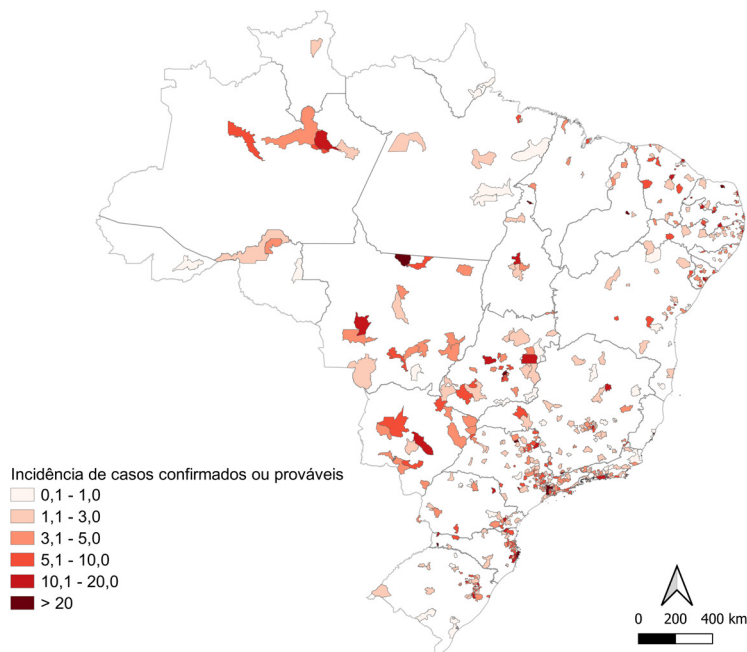 Incidência de casos confirmados ou prováveis
0,1 - 1,0
1,1 - 3,0
3,1 - 5,0
5,1 - 10,0
10,1 - 20,0
> 20
0 200 400 km